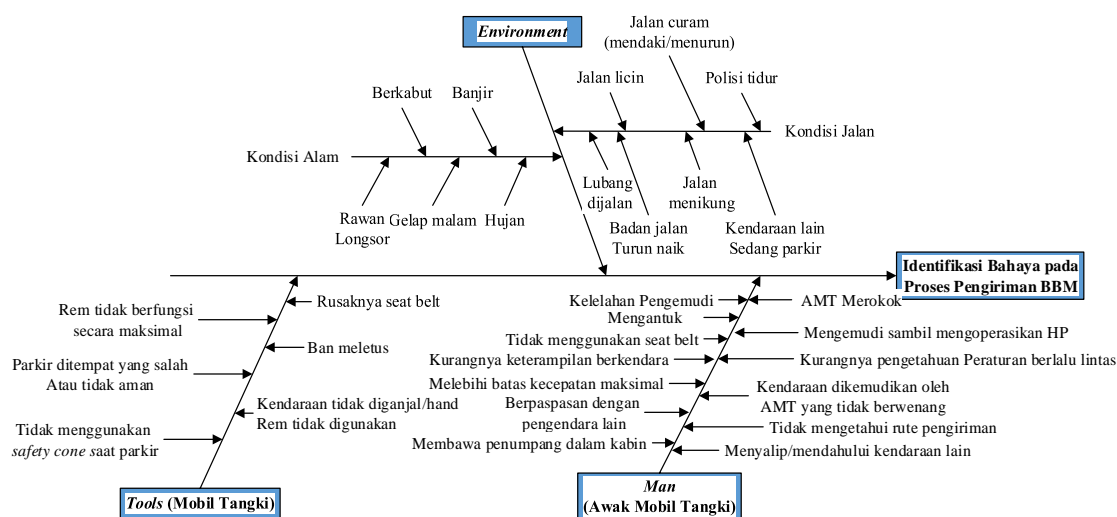 Environment
Jalan curam
(mendaki/menurun)
Jalan licin
Polisi tidur
Berkabut
Banjir
Kondisi Jalan
Kondisi Alam
Lubang
dijalan
Jalan
menikung
Rawan
Longsor
Gelap malam
Hujan
Badan jalan
Turun naik
Kendaraan lain
Sedang parkir
Identifikasi Bahaya pada
Proses Pengiriman BBM
Rusaknya seat belt
Rem tidak berfungsi
secara maksimal
Ban meletus
Parkir ditempat yang salah
Atau tidak aman
Kendaraan tidak diganjal/hand
Rem tidak digunakan
Tidak menggunakan
safety cone saat parkir
Tools (Mobil Tangki)
Kelelahan Pengemudi
AMT Merokok
Mengantuk
Mengemudi sambil mengoperasikan HP
Tidak menggunakan seat belt
Kurangnya keterampilan berkendara
Kurangnya pengetahuan Peraturan berlalu lintas
Melebihi batas kecepatan maksimal
Kendaraan dikemudikan oleh
AMT yang tidak berwenang
Berpaspasan dengan
pengendara lain
Tidak mengetahui rute pengiriman
Membawa penumpang dalam kabin
Menyalip/mendahului kendaraan lain
Man
(Awak Mobil Tangki)